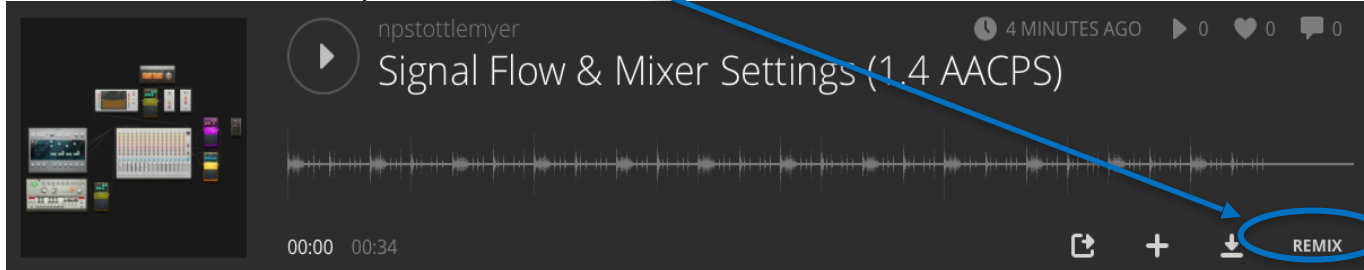 npstottlemyer
4 MINUTES AGO 0 0 0
Signal Flow & Mixer Settings (1.4 AACPS)
00:00 00:34
REMIX